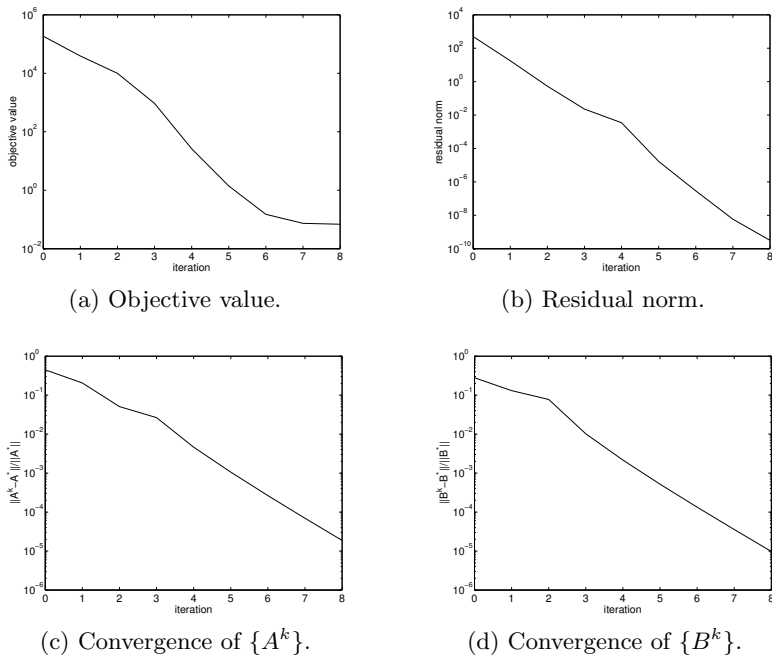 10^6
10^4
10^2
10^0
10^{-2}
objective value
0 1 2 3 4 5 6 7 8
iteration
(a) Objective value.
10^4
10^2
10^0
10^{-2}
10^{-4}
10^{-6}
10^{-8}
10^{-10}
residual norm
0 1 2 3 4 5 6 7 8
iteration
(b) Residual norm.
10^0
10^{-1}
10^{-2}
10^{-3}
10^{-4}
10^{-5}
10^{-6}
||A^k−A^*||/||A^*||
0 1 2 3 4 5 6 7 8
iteration
(c) Convergence of {A^k}.
10^0
10^{-1}
10^{-2}
10^{-3}
10^{-4}
10^{-5}
10^{-6}
||B^k−B^*||/||B^*||
0 1 2 3 4 5 6 7 8
iteration
(d) Convergence of {B^k}.